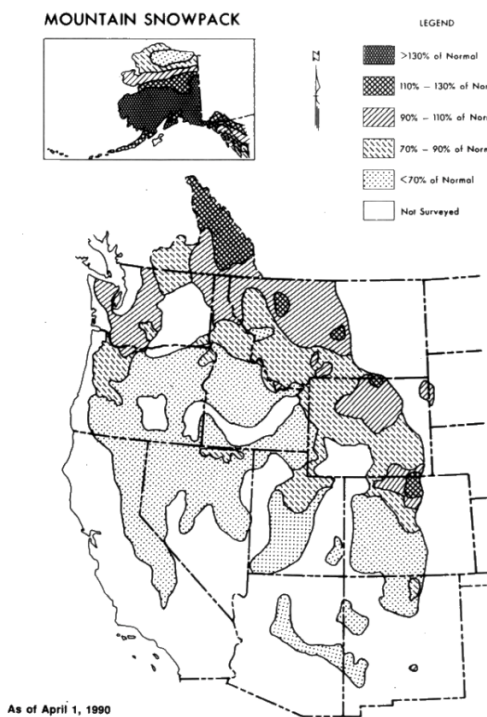 MOUNTAIN SNOWPACK
LEGEND
>130% of Normal
110% - 130% of Nor
90% - 110% of Norm
70% - 90% of Norm
<70% of Normal
Not Surveyed
N
As of April 1, 1990